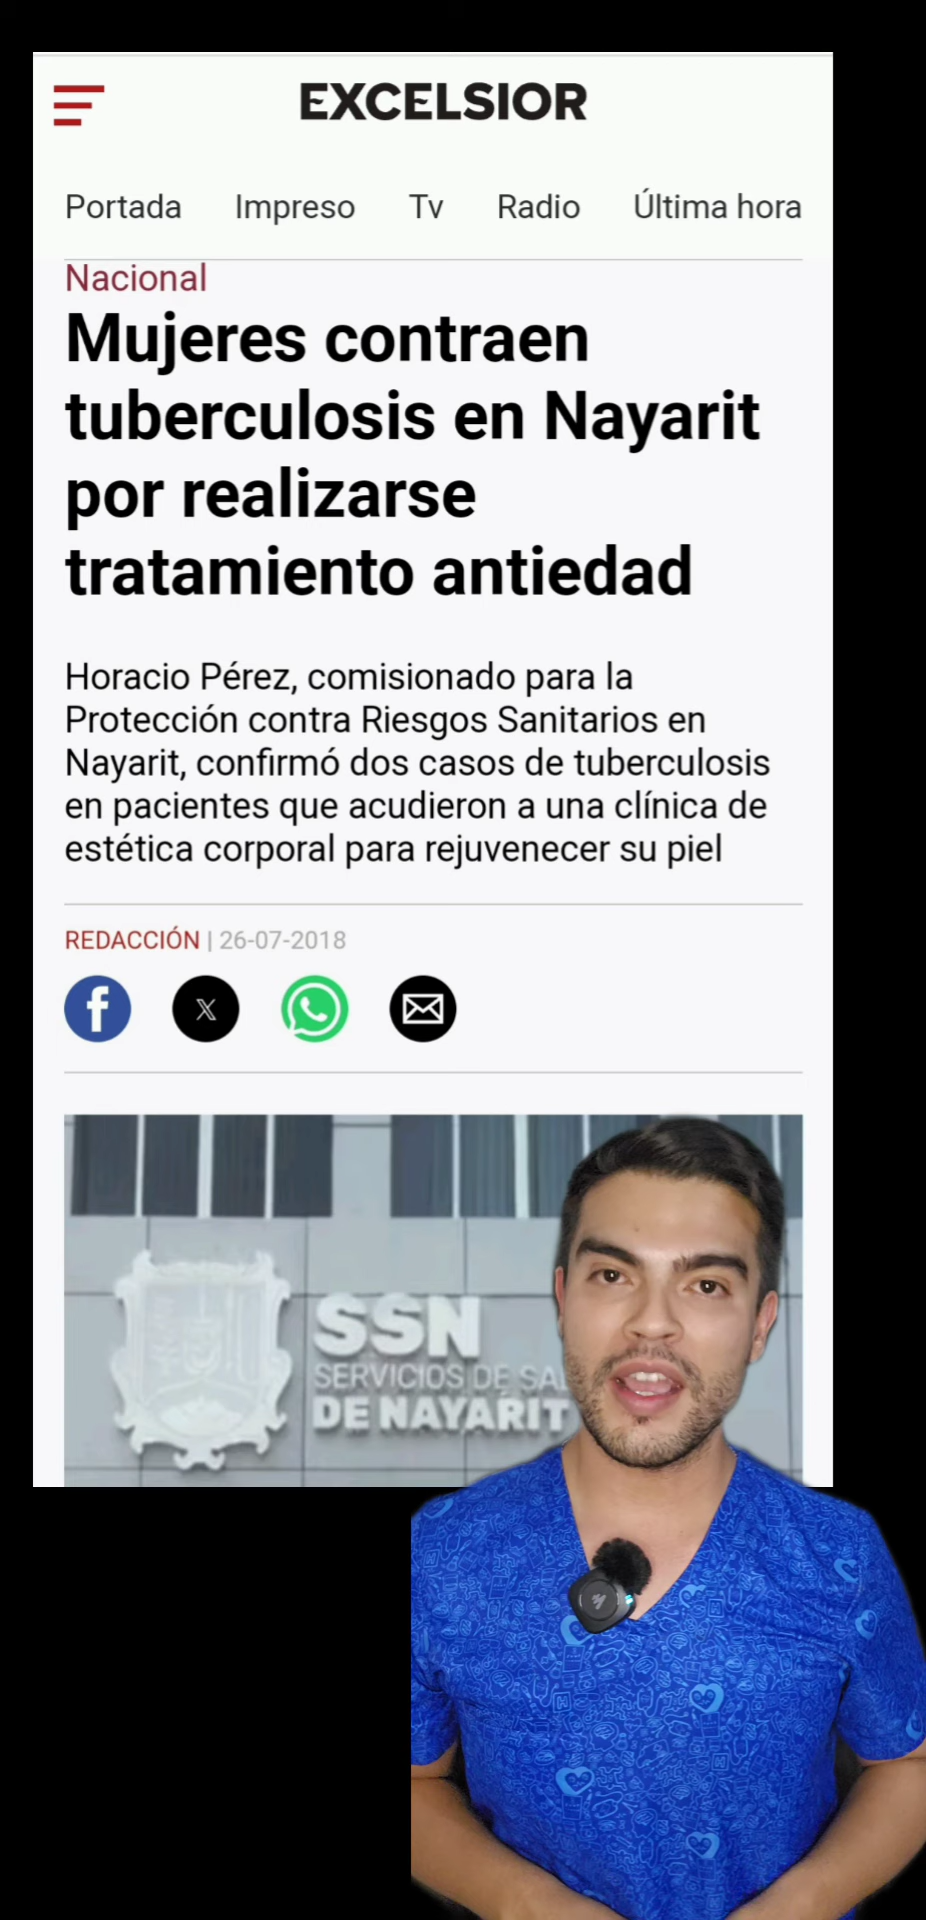 EXCELSIOR
Portada Impreso Tv Radio Última hora
Nacional
Mujeres contraen
tuberculosis en Nayarit
por realizarse
tratamiento antiedad
Horacio Pérez, comisionado para la
Protección contra Riesgos Sanitarios en
Nayarit, confirmó dos casos de tuberculosis
en pacientes que acudieron a una clínica de
estética corporal para rejuvenecer su piel
REDACCIÓN | 26-07-2018
SSN
SERVICIOS DE
DE NAYARIT